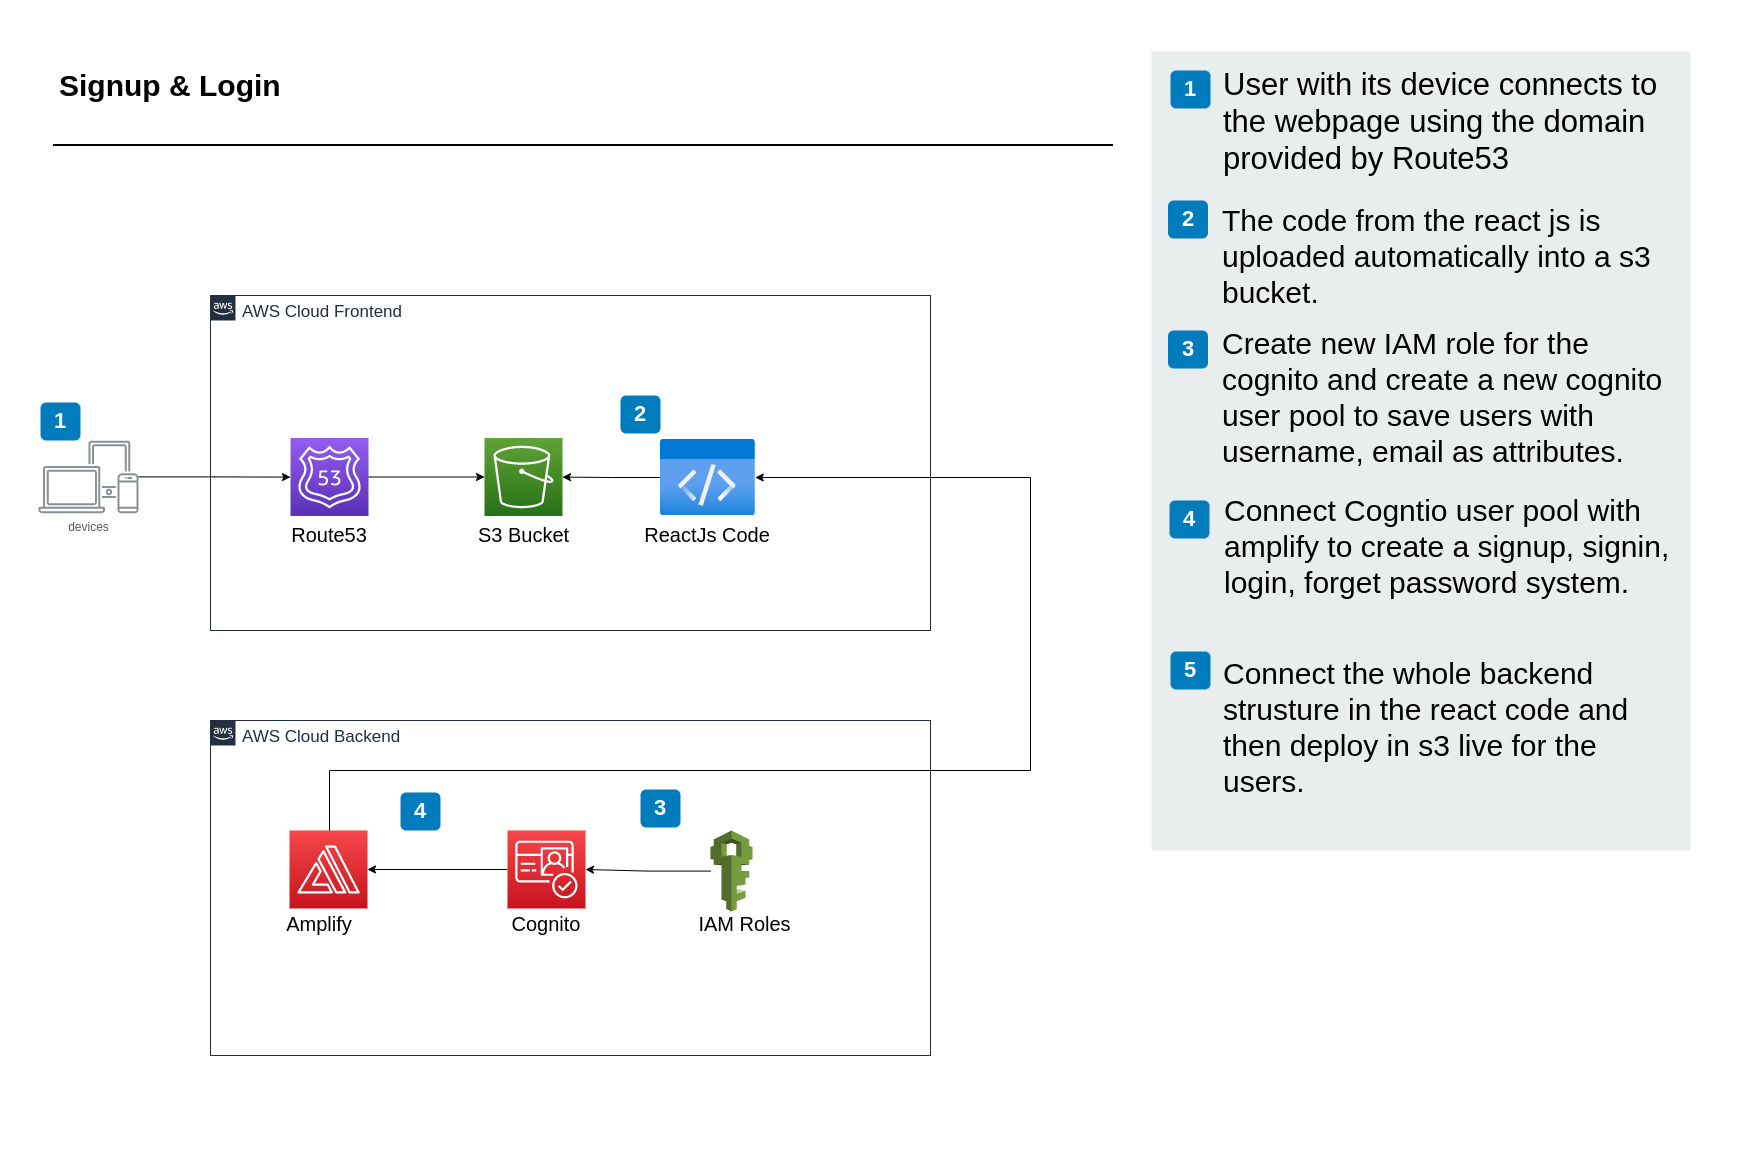 Signup & Login
1
User with its device connects to
the webpage using the domain
provided by Route53
2
The code from the react js is
uploaded automatically into a s3
bucket.
3
Create new IAM role for the
cognito and create a new cognito
user pool to save users with
username, email as attributes.
4
Connect Cogntio user pool with
amplify to create a signup, signin,
login, forget password system.
5
Connect the whole backend
strusture in the react code and
then deploy in s3 live for the
users.
aws
AWS Cloud Frontend
1
2
53
devices
Route53
S3 Bucket
ReactJs Code
aws
AWS Cloud Backend
4
3
Amplify
Cognito
IAM Roles